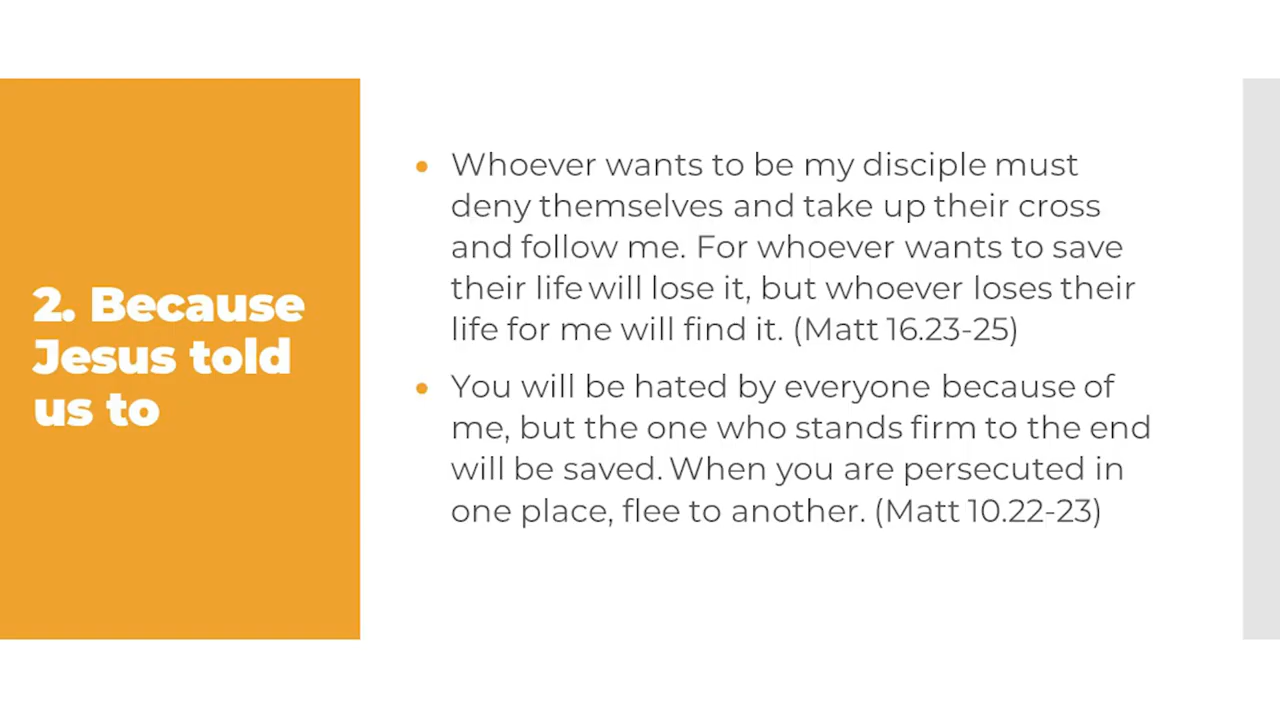 2. Because
Jesus told
us to
• Whoever wants to be my disciple must
deny themselves and take up their cross
and follow me. For whoever wants to save
their life will lose it, but whoever loses their
life for me will find it. (Matt 16.23-25)
• You will be hated by everyone because of
me, but the one who stands firm to the end
will be saved. When you are persecuted in
one place, flee to another. (Matt 10.22-23)